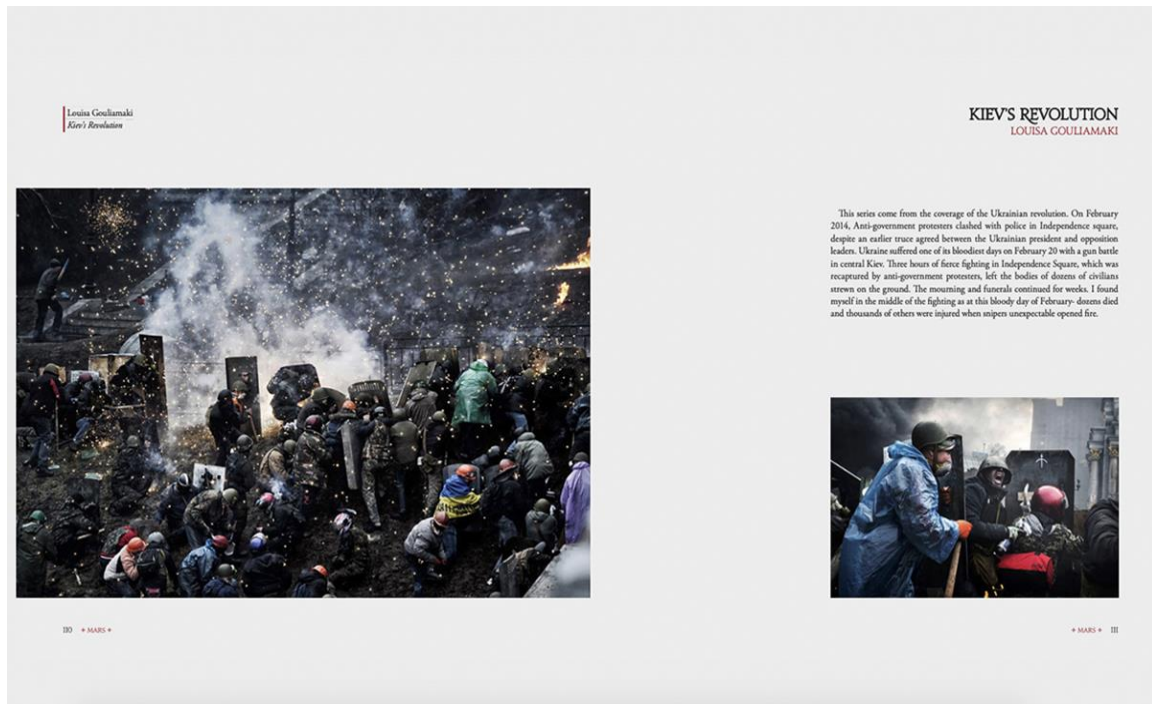 Louisa Gouliamaki
Kiev's Revolution
KIEV'S REVOLUTION
LOUISA GOULIAMAKI
This series come from the coverage of the Ukrainian revolution. On February
2014, Anti-government protesters clashed with police in Independence square,
despite an earlier truce agreed between the Ukrainian president and opposition
leaders. Ukraine suffered one of its bloodiest days on February 20 with a gun battle
in central Kiev. Three hours of fierce fighting in Independence Square, which was
recaptured by anti-government protesters, left the bodies of dozens of civilians
strewn on the ground. The mourning and funerals continued for weeks. I found
myself in the middle of the fighting as at this bloody day of February- dozens died
and thousands of others were injured when snipers unexpectable opened fire.
110 + MARS +
+ MARS + 111